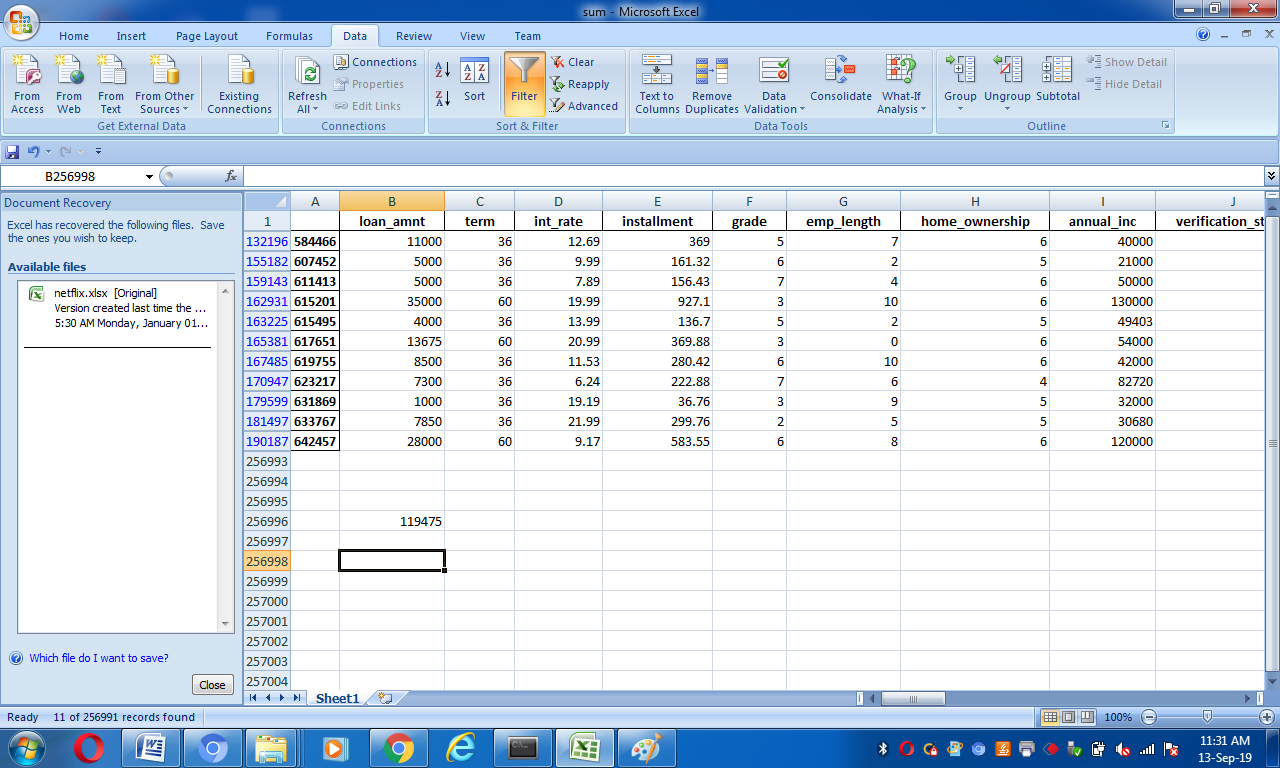 sum - Microsoft Excel
Home Insert Page Layout Formulas Data Review View Team
From Access
From Web
From Text
From Other Sources
Existing Connections
Get External Data
Refresh All
Connections
Properties
Edit Links
Connections
Sort
Filter
Clear
Reapply
Advanced
Sort & Filter
Text to Columns
Remove Duplicates
Data Validation
Consolidate
What-If Analysis
Data Tools
Group
Ungroup
Subtotal
Show Detail
Hide Detail
Outline
B256998 fx
Document Recovery
Excel has recovered the following files. Save
the ones you wish to keep.
Available files
netflix.xlsx [Original]
Version created last time the ...
5:30 AM Monday, January 01...
Which file do I want to save?
Close
A B C D E F G H I J
1 loan_amnt term int_rate installment grade emp_length home_ownership annual_inc verification_st
132196 584466 11000 36 12.69 369 5 7 6 40000
155182 607452 5000 36 9.99 161.32 6 2 5 21000
159143 611413 5000 36 7.89 156.43 7 4 6 50000
162931 615201 35000 60 19.99 927.1 3 10 6 130000
163225 615495 4000 36 13.99 136.7 5 2 5 49403
165381 617651 13675 60 20.99 369.88 3 0 6 54000
167485 619755 8500 36 11.53 280.42 6 10 6 42000
170947 623217 7300 36 6.24 222.88 7 6 4 82720
179599 631869 1000 36 19.19 36.76 3 9 5 32000
181497 633767 7850 36 21.99 299.76 2 5 5 30680
190187 642457 28000 60 9.17 583.55 6 8 6 120000
256993
256994
256995
256996 119475
256997
256998
256999
257000
257001
257002
257003
257004
Sheet1
Ready 11 of 256991 records found 100%
11:31 AM
13-Sep-19